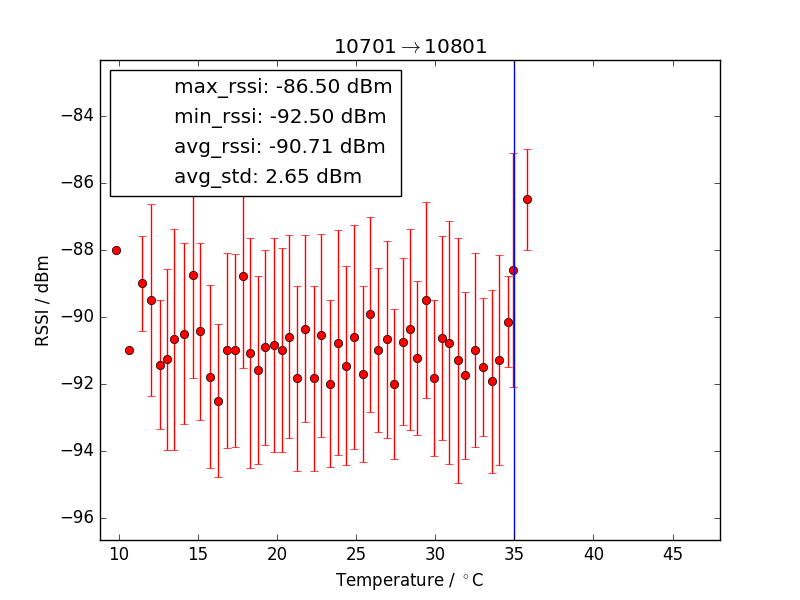 10701→10801
max_rssi: -86.50 dBm
min_rssi: -92.50 dBm
avg_rssi: -90.71 dBm
avg_std: 2.65 dBm
RSSI / dBm
−84
−86
−88
−90
−92
−94
−96
10 15 20 25 30 35 40 45
Temperature / °C